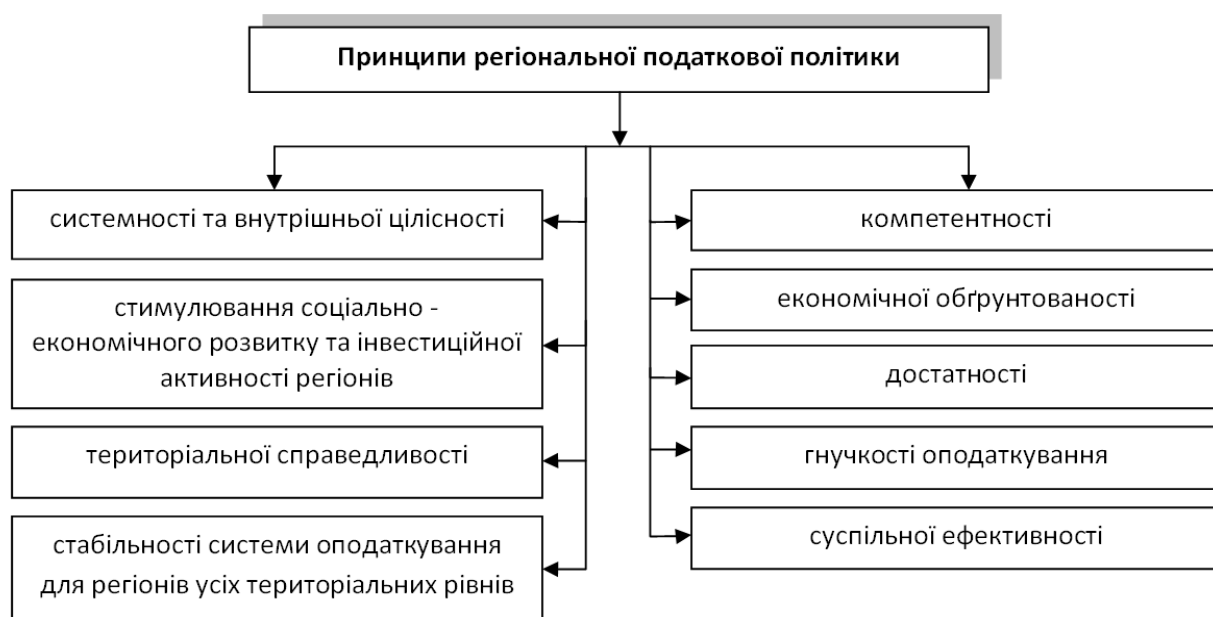 Принципи регіональної податкової політики
системності та внутрішньої цілісності
стимулювання соціально -
економічного розвитку та інвестиційної
активності регіонів
територіальної справедливості
стабільності системи оподаткування
для регіонів усіх територіальних рівнів
компетентності
економічної обґрунтованості
достатності
гнучкості оподаткування
суспільної ефективності